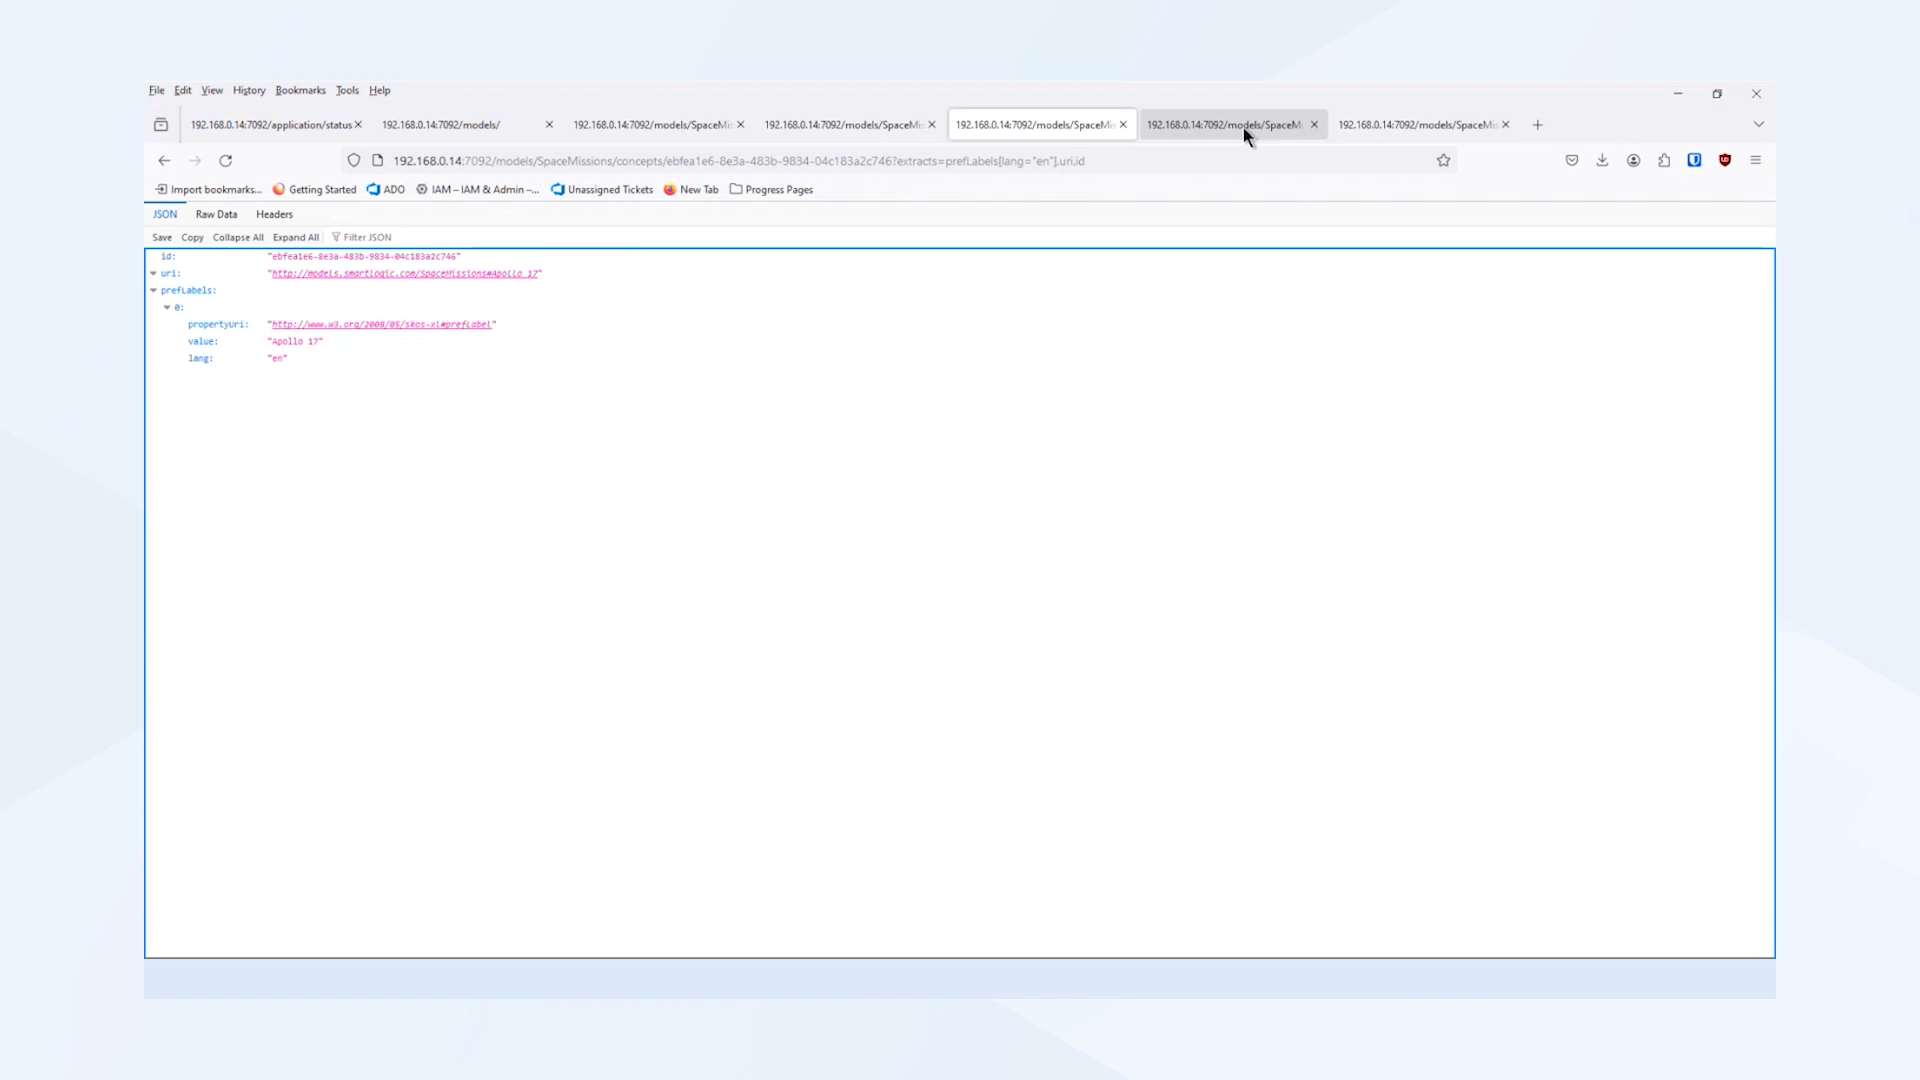 File Edit View History Bookmarks Tools Help
192.168.0.14:7092/application/status 192.168.0.14:7092/models/ 192.168.0.14:7092/models/SpaceMi 192.168.0.14:7092/models/SpaceMi 192.168.0.14:7092/models/SpaceMi 192.168.0.14:7092/models/SpaceM 192.168.0.14:7092/models/SpaceMi
192.168.0.14:7092/models/SpaceMissions/concepts/ebfea1e6-8e3a-483b-9834-04c183a2c746?extracts=prefLabels[lang="en"],uri,id
Import bookmarks... Getting Started ADO IAM – IAM & Admin –... Unassigned Tickets New Tab Progress Pages
JSON Raw Data Headers
Save Copy Collapse All Expand All Filter JSON
id: "ebfea1e6-8e3a-483b-9834-04c183a2c746"
uri: "http://models.smartlogic.com/SpaceMissions#Apollo 17"
prefLabels:
0:
propertyUri: "http://www.w3.org/2008/05/skos-xl#prefLabel"
value: "Apollo 17"
lang: "en"